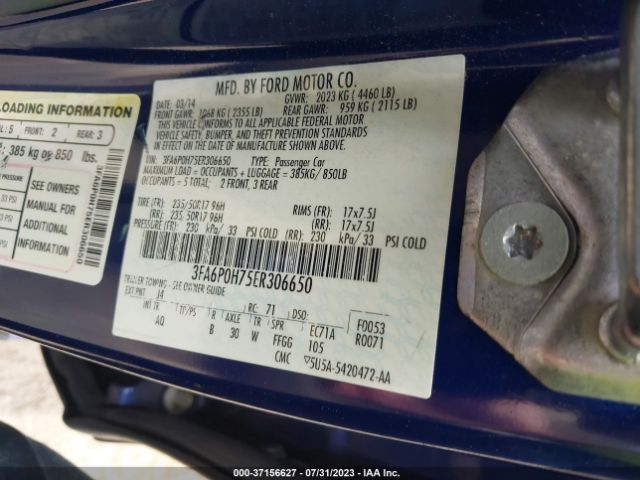 LOADING INFORMATION
: 5 FRONT: 2 REAR: 3
: 385 kg or 850 lbs.
SEE OWNERS
MANUAL FOR
ADDITIONAL
INFORMATION
3FA6P0H75ER306650
MFD. BY FORD MOTOR CO.
DATE: 03/14 GVWR: 2023 KG ( 4460 LB)
FRONT GAWR: 1068 KG ( 2355 LB) REAR GAWR: 959 KG ( 2115 LB)
THIS VEHICLE CONFORMS TO ALL APPLICABLE FEDERAL MOTOR
VEHICLE SAFETY, BUMPER, AND THEFT PREVENTION STANDARDS IN
EFFECT ON THE DATE OF MANUFACTURE SHOWN ABOVE.
VIN: 3FA6P0H75ER306650 TYPE: Passenger Car
MAXIMUM LOAD = OCCUPANTS + LUGGAGE = 385KG/ 850LB
OCCUPANTS = 5 TOTAL: 2 FRONT, 3 REAR
TIRE (FR): 235/50R17 96H RIMS (FR): 17x7.5J
(RR): 235/50R17 96H (RR): 17x7.5J
PRESSURE (FR): 230 kPa/ 33 PSI COLD (RR): 230 kPa/ 33 PSI COLD
3FA6P0H75ER306650
TRAILER TOWING - SEE OWNER GUIDE
EXT PNT J4 RC: 71 DSO:
INT TR TP/PS R AXLE TR SPR EC71A F0053
AQ B 30 W FFGG 105 R0071
CMC ▽5U5A-5420472-AA
000-37156627 - 07/31/2023 - IAA Inc.